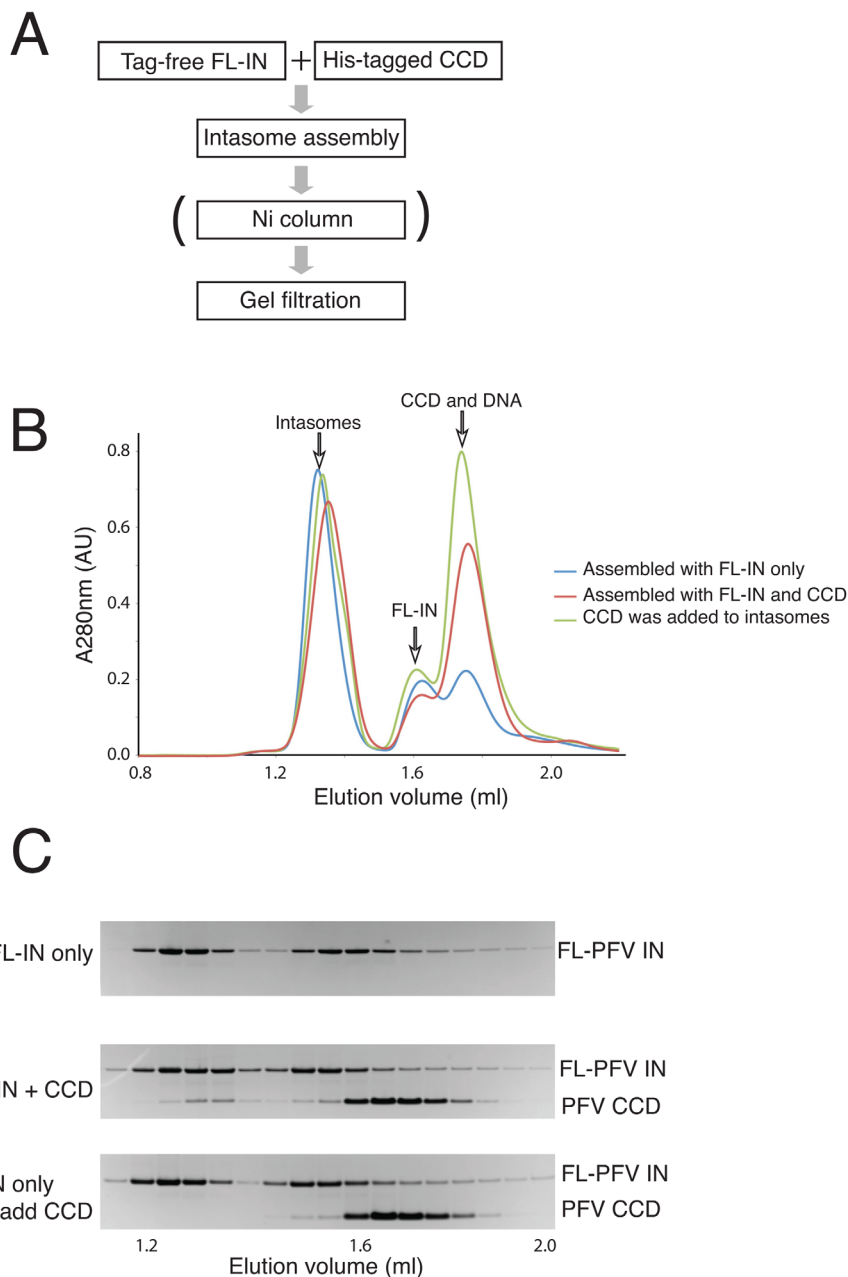 A
Tag-free FL-IN + His-tagged CCD
Intasome assembly
( Ni column )
Gel filtration
B
CCD and DNA
Intasomes
FL-IN
0.8
0.6
0.4
0.2
0.0
A280nm (AU)
0.8 1.2 1.6 2.0
Elution volume (ml)
Assembled with FL-IN only
Assembled with FL-IN and CCD
CCD was added to intasomes
C
FL-IN only FL-PFV IN
FL-PFV IN
IN + CCD
PFV CCD
FL-PFV IN
N only
add CCD PFV CCD
1.2 1.6 2.0
Elution volume (ml)